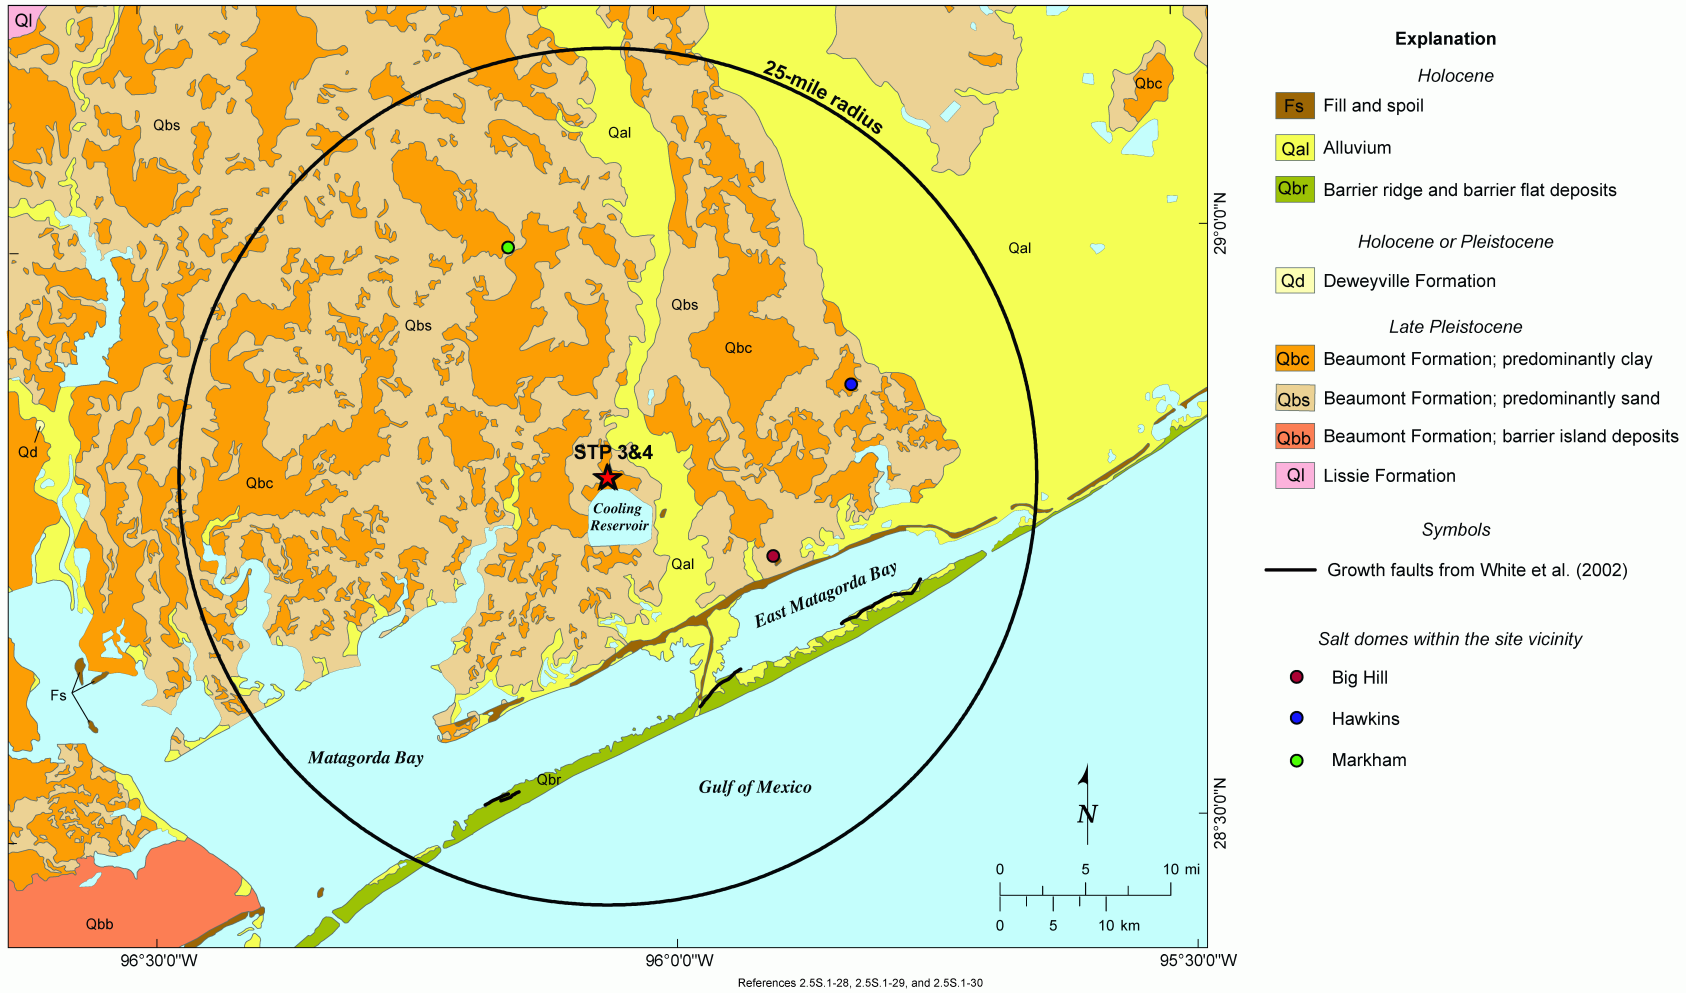 Ql
Qbs
Qal
25-mile radius
Qbc
Qal
Qbs
Qbs
Qbc
Qd
Qbc
STP 3&4
Cooling
Reservoir
Qal
East Matagorda Bay
Fs
Matagorda Bay
Qbr
Gulf of Mexico
Qbb
N
0 5 10 mi
0 5 10 km
29°0'0"N
28°30'0"N
96°30'0"W
96°0'0"W
95°30'0"W
References 2.5S.1-28, 2.5S.1-29, and 2.5S.1-30
Explanation
Holocene
Fs Fill and spoil
Qal Alluvium
Qbr Barrier ridge and barrier flat deposits
Holocene or Pleistocene
Qd Deweyville Formation
Late Pleistocene
Qbc Beaumont Formation; predominantly clay
Qbs Beaumont Formation; predominantly sand
Qbb Beaumont Formation; barrier island deposits
Ql Lissie Formation
Symbols
Growth faults from White et al. (2002)
Salt domes within the site vicinity
Big Hill
Hawkins
Markham